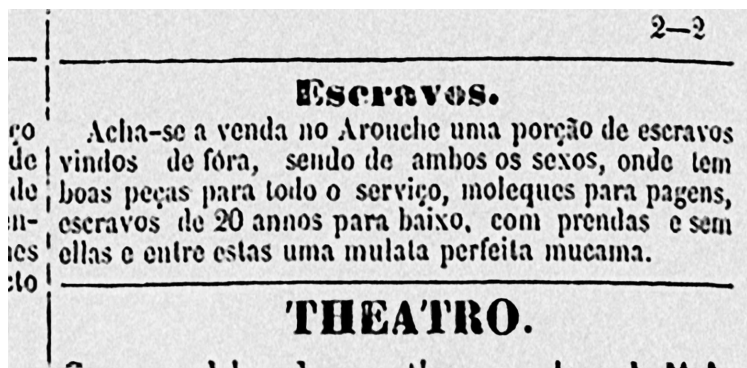 2—2
Escravos.
Acha-se a venda no Arouche uma porção de escravos
vindos de fóra, sendo de ambos os sexos, onde tem
boas peças para todo o serviço, moleques para pagens,
escravos de 20 annos para baixo, com prendas e sem
ellas e entre estas uma mulata perfeita mucama.
THEATRO.